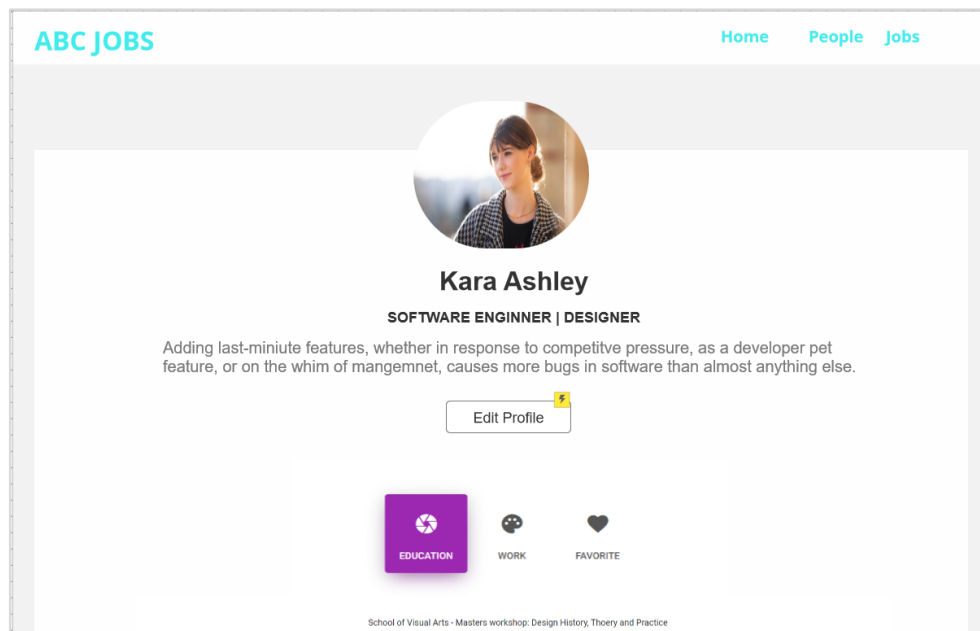 ABC JOBS
Home People Jobs
Kara Ashley
SOFTWARE ENGINNER | DESIGNER
Adding last-miniute features, whether in response to competitve pressure, as a developer pet
feature, or on the whim of mangemnet, causes more bugs in software than almost anything else.
Edit Profile
EDUCATION WORK FAVORITE
School of Visual Arts - Masters workshop: Design History, Thoery and Practice